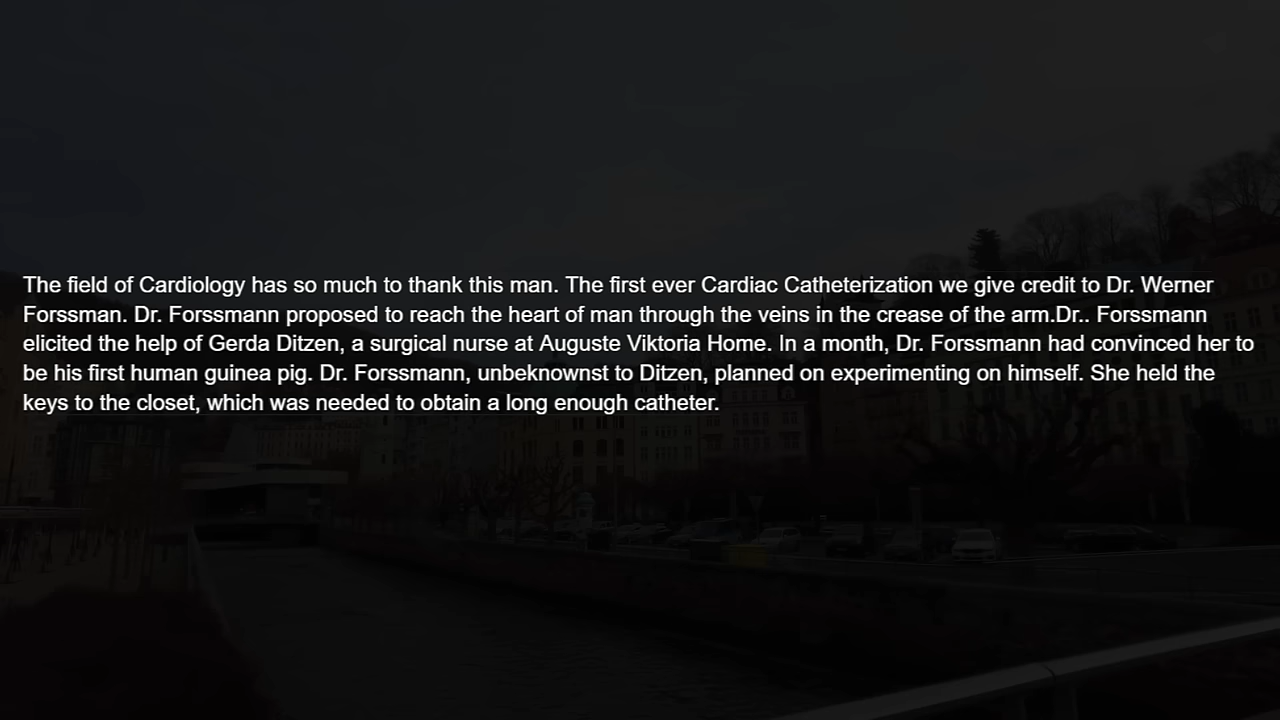 The field of Cardiology has so much to thank this man. The first ever Cardiac Catheterization we give credit to Dr. Werner
Forssman. Dr. Forssmann proposed to reach the heart of man through the veins in the crease of the arm.Dr.. Forssmann
elicited the help of Gerda Ditzen, a surgical nurse at Auguste Viktoria Home. In a month, Dr. Forssmann had convinced her to
be his first human guinea pig. Dr. Forssmann, unbeknownst to Ditzen, planned on experimenting on himself. She held the
keys to the closet, which was needed to obtain a long enough catheter.